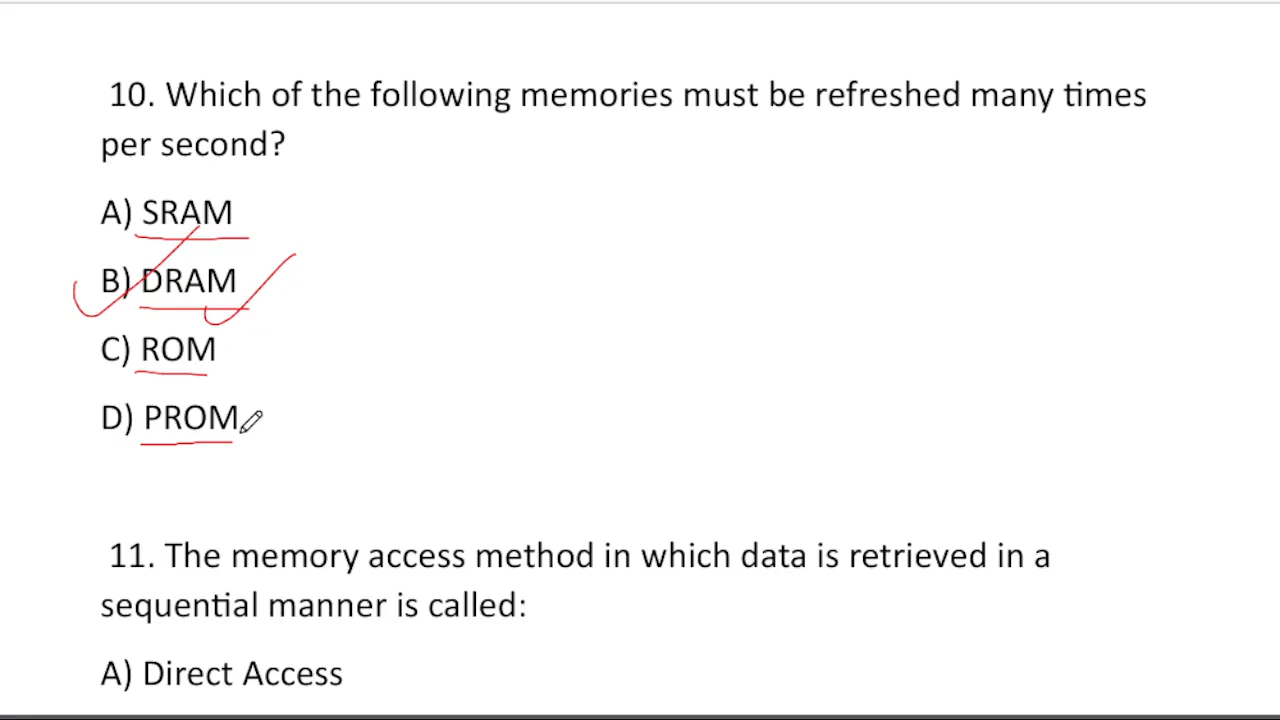 10. Which of the following memories must be refreshed many times
per second?
A) SRAM
B) DRAM
C) ROM
D) PROM
11. The memory access method in which data is retrieved in a
sequential manner is called:
A) Direct Access